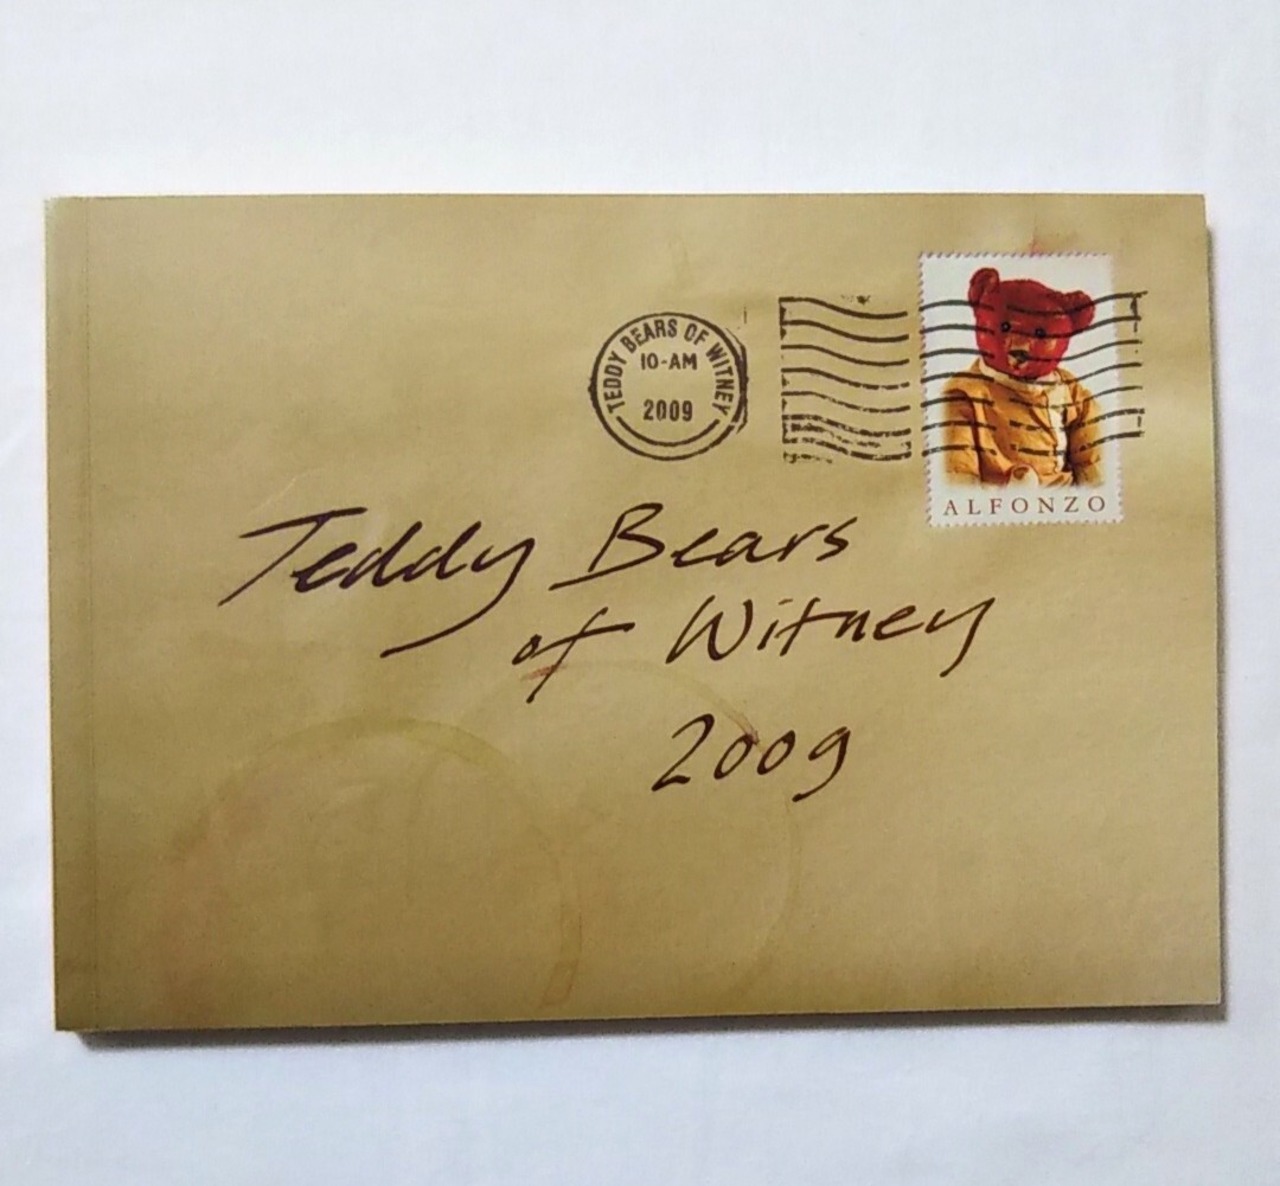 TEDDY BEARS OF WITNEY
10-AM
2009
ALFONZO
Teddy Bears
of Witney
2009